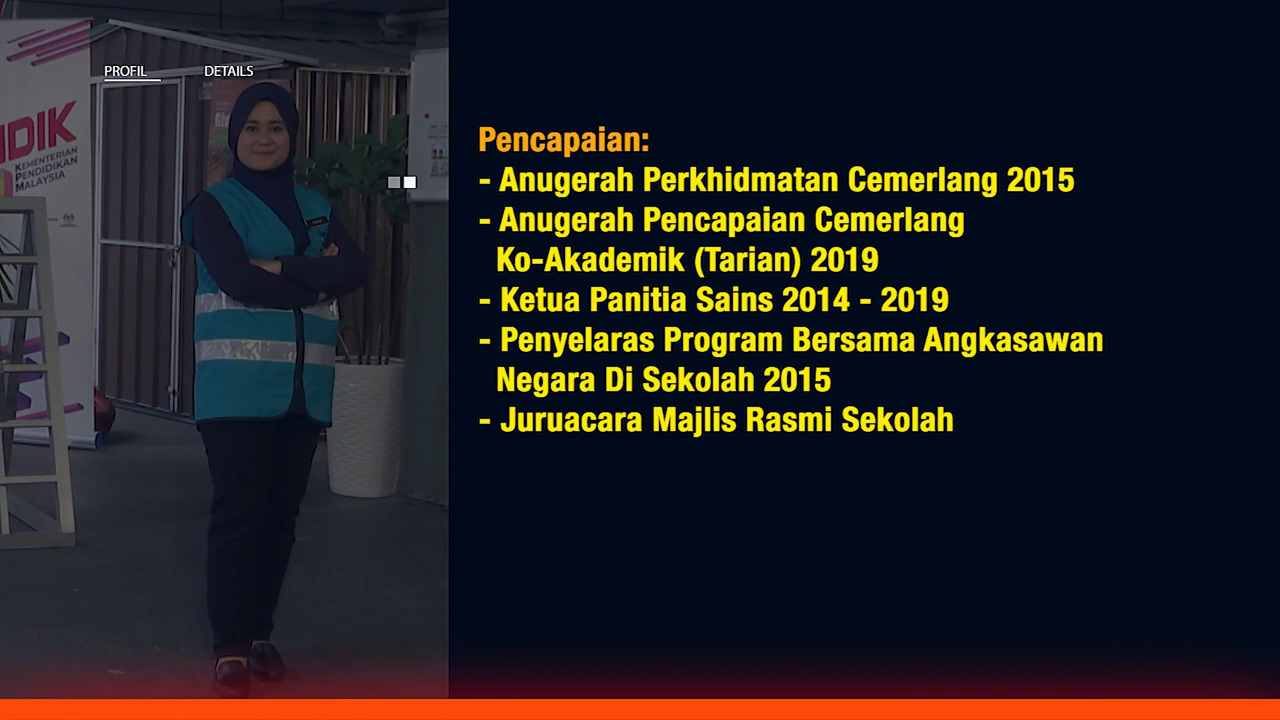 PROFIL
DETAILS
NDIK
KEMENTERIAN
PENDIDIKAN
MALAYSIA
Pencapaian:
- Anugerah Perkhidmatan Cemerlang 2015
- Anugerah Pencapaian Cemerlang
Ko-Akademik (Tarian) 2019
- Ketua Panitia Sains 2014 - 2019
- Penyelaras Program Bersama Angkasawan
Negara Di Sekolah 2015
- Juruacara Majlis Rasmi Sekolah